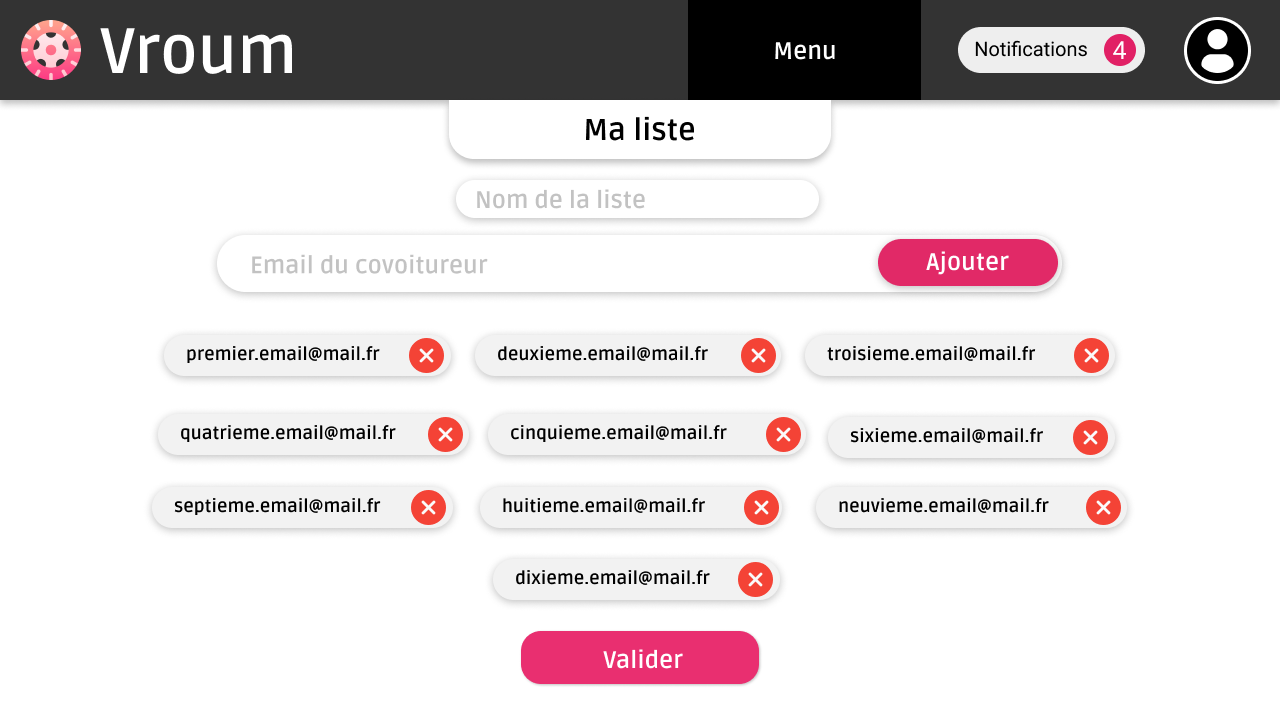 Vroum
Menu
Notifications 4
Ma liste
Nom de la liste
Email du covoitureur
Ajouter
premier.email@mail.fr
deuxieme.email@mail.fr
troisieme.email@mail.fr
quatrieme.email@mail.fr
cinquieme.email@mail.fr
sixieme.email@mail.fr
septieme.email@mail.fr
huitieme.email@mail.fr
neuvieme.email@mail.fr
dixieme.email@mail.fr
Valider